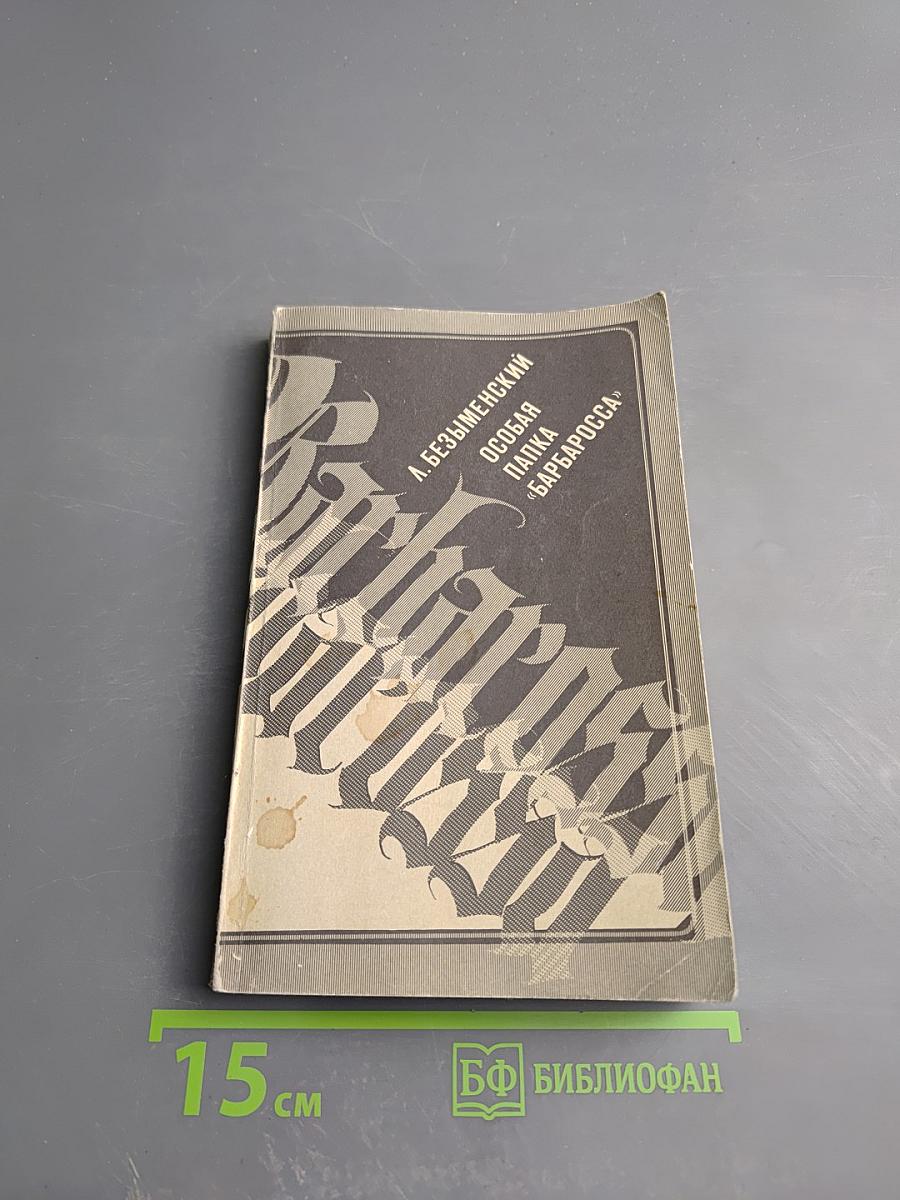 Л. БЕЗЫМЕНСКИЙ
ОСОБАЯ
ПАПКА
«БАРБАРОССА»
15 см
БФ БИБЛИОФАН